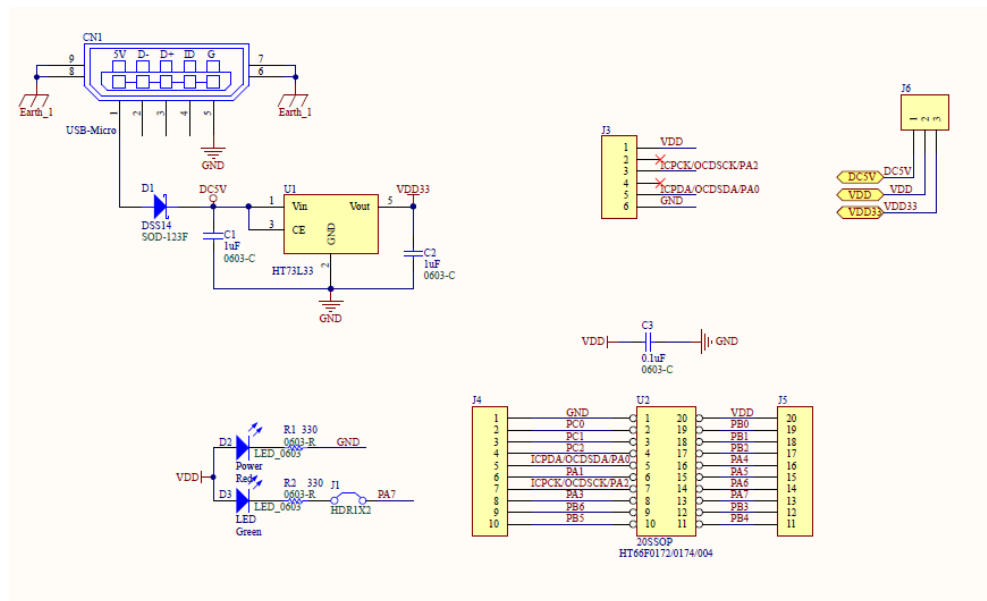 CN1
5V D- D+ ID G
9
8
7
6
Earth_1
Earth_1
1 2 3 4 5
USB-Micro
GND
D1
DSS14
SOD-123F
DC5V
C1
1uF
0603-C
U1
1 Vin
Vout 5
3 CE
GND
2
HT73L33
VDD33
C2
1uF
0603-C
GND
J3
1 VDD
2
3 ICPCK/OCDSCK/PA2
4
5 ICPDA/OCDSDA/PA0
6 GND
J6
1 2 3
DC5V DC5V
VDD VDD
VDD33 VDD33
C3
VDD
GND
0.1uF
0603-C
VDD
D2
R1 330
0603-R
GND
LED_0603
Power
Red
D3
R2 330
0603-R
LED_0603
J1
HDR1X2
PA7
LED
Green
J4 U2 J5
1 GND 1 20 VDD 20
2 PC0 2 19 PB0 19
3 PC1 3 18 PB1 18
4 PC2 4 17 PB2 17
5 ICPDA/OCDSDA/PA0 5 16 PA4 16
6 PA1 6 15 PA5 15
7 ICPCK/OCDSCK/PA2 7 14 PA6 14
8 PA3 8 13 PA7 13
9 PB6 9 12 PB3 12
10 PB5 10 11 PB4 11
20SSOP
HT66F0172/0174/004